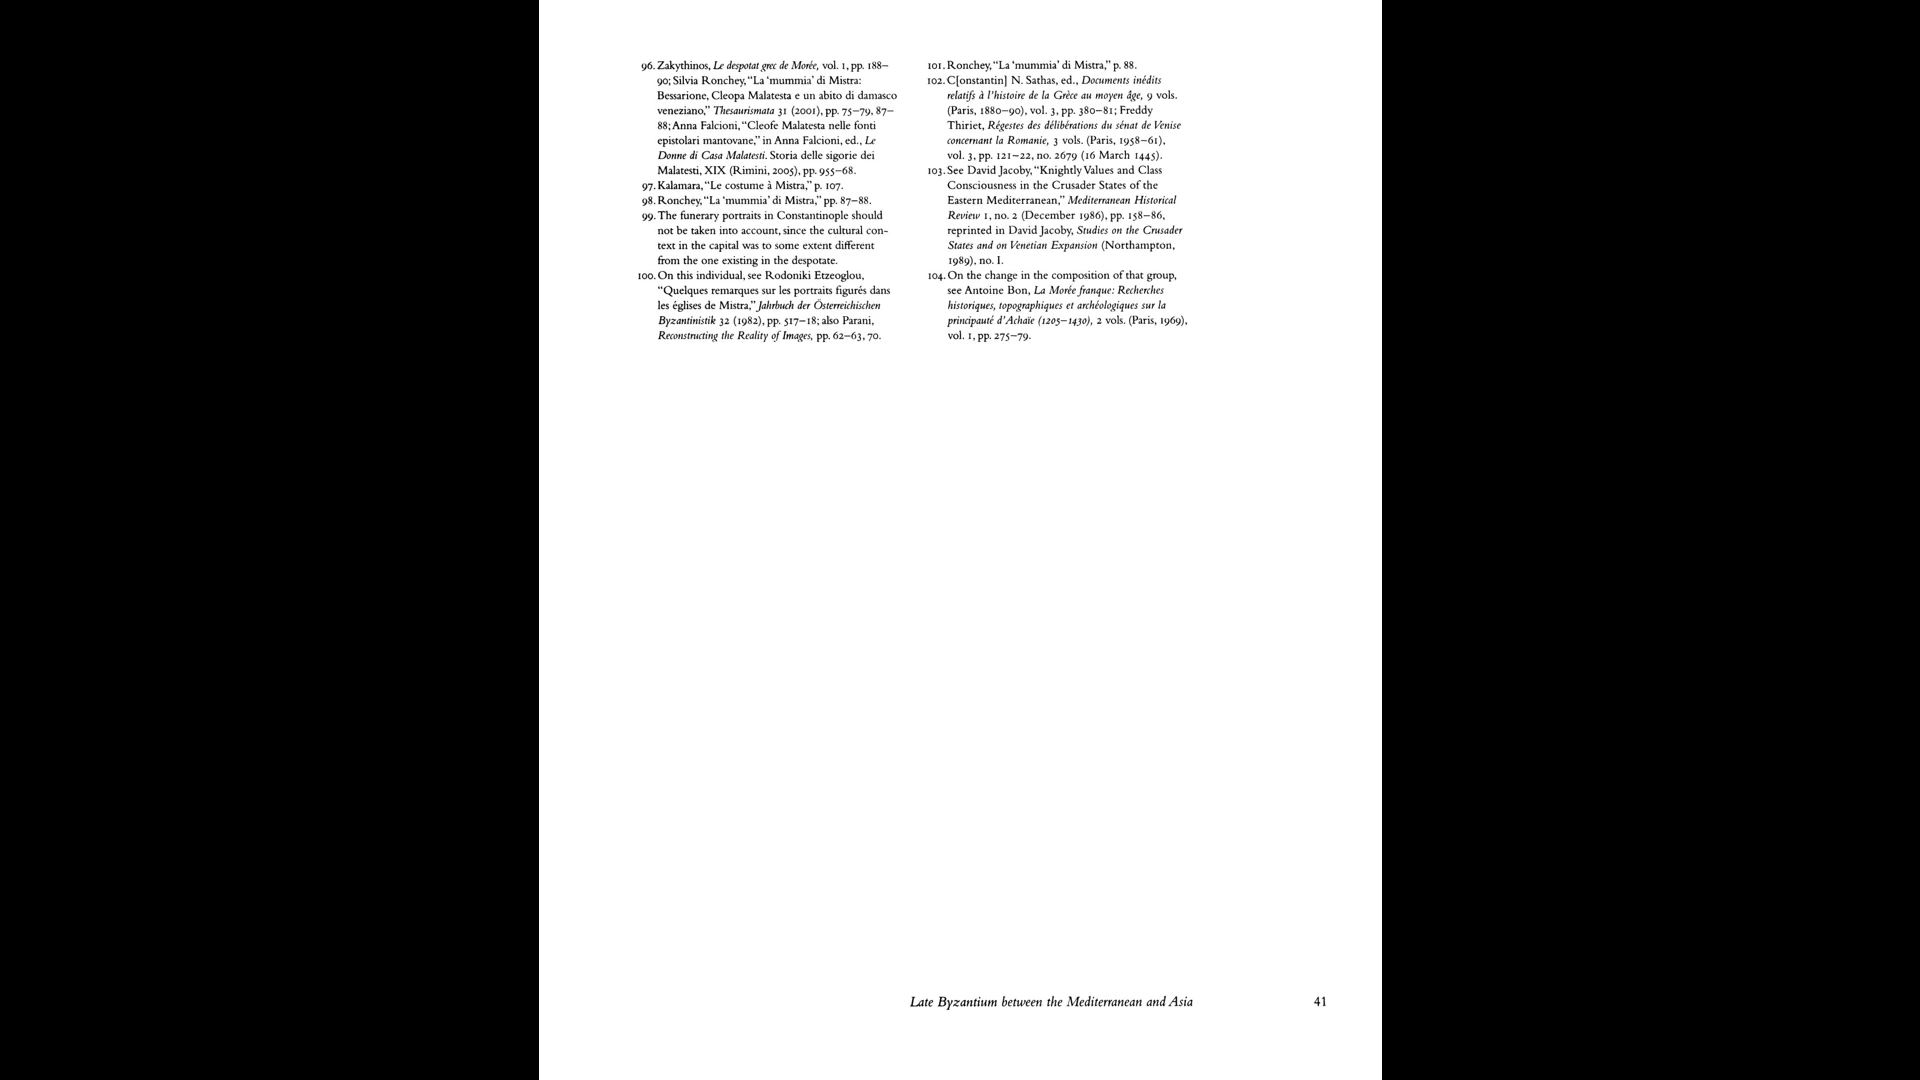 96. Zakythinos, Le despotat grec de Morée, vol. 1, pp. 188–
90; Silvia Ronchey, “La ‘mummia’ di Mistra:
Bessarione, Cleopa Malatesta e un abito di damasco
veneziano,” Thesaurismata 31 (2001), pp. 75–79, 87–
88; Anna Falcioni, “Cleofe Malatesta nelle fonti
epistolari mantovane,” in Anna Falcioni, ed., Le
Donne di Casa Malatesti. Storia delle sigorie dei
Malatesti, XIX (Rimini, 2005), pp. 955–68.
97. Kalamara, “Le costume à Mistra,” p. 107.
98. Ronchey, “La ‘mummia’ di Mistra,” pp. 87–88.
99. The funerary portraits in Constantinople should
not be taken into account, since the cultural con-
text in the capital was to some extent different
from the one existing in the despotate.
100. On this individual, see Rodoniki Etzeoglou,
“Quelques remarques sur les portraits figurés dans
les églises de Mistra,” Jahrbuch der Österreichischen
Byzantinistik 32 (1982), pp. 517–18; also Parani,
Reconstructing the Reality of Images, pp. 62–63, 70.
101. Ronchey, “La ‘mummia’ di Mistra,” p. 88.
102. C[onstantin] N. Sathas, ed., Documents inédits
relatifs à l’histoire de la Grèce au moyen âge, 9 vols.
(Paris, 1880–90), vol. 3, pp. 380–81; Freddy
Thiriet, Régestes des délibérations du sénat de Venise
concernant la Romanie, 3 vols. (Paris, 1958–61),
vol. 3, pp. 121–22, no. 2679 (16 March 1445).
103. See David Jacoby, “Knightly Values and Class
Consciousness in the Crusader States of the
Eastern Mediterranean,” Mediterranean Historical
Review 1, no. 2 (December 1986), pp. 158–86,
reprinted in David Jacoby, Studies on the Crusader
States and on Venetian Expansion (Northampton,
1989), no. I.
104. On the change in the composition of that group,
see Antoine Bon, La Morée franque: Recherches
historiques, topographiques et archéologiques sur la
principauté d’Achaïe (1205–1430), 2 vols. (Paris, 1969),
vol. 1, pp. 275–79.
Late Byzantium between the Mediterranean and Asia 41